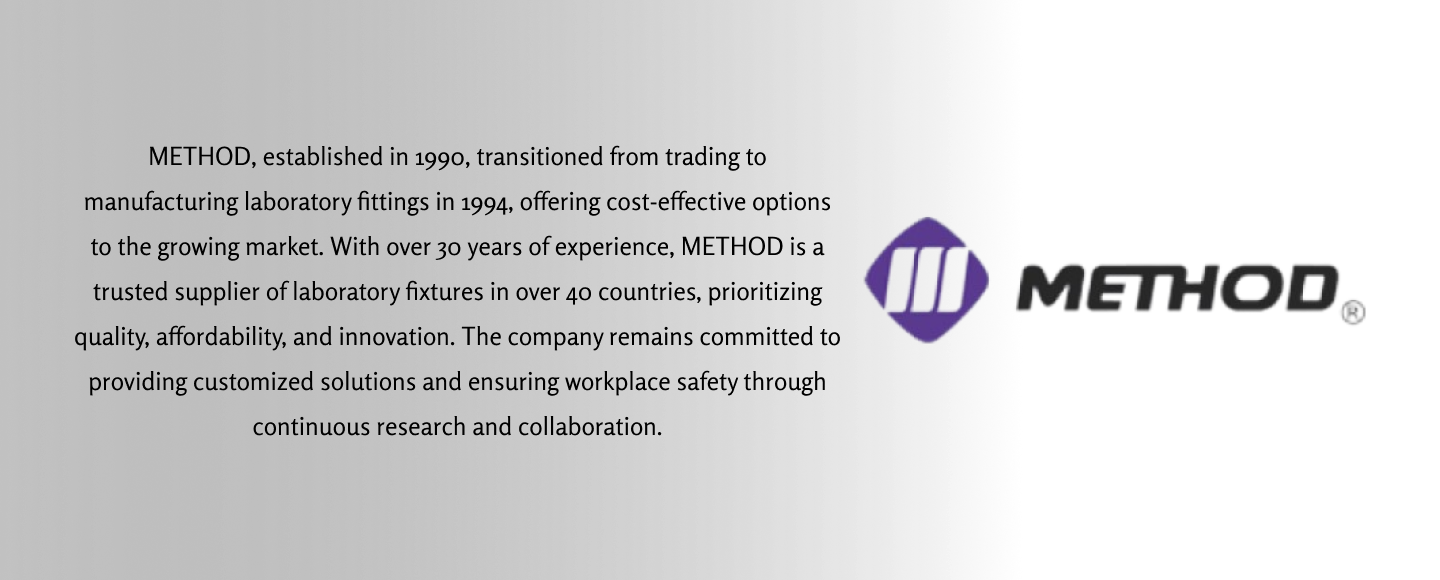 METHOD, established in 1990, transitioned from trading to
manufacturing laboratory fittings in 1994, offering cost-effective options
to the growing market. With over 30 years of experience, METHOD is a
trusted supplier of laboratory fixtures in over 40 countries, prioritizing
quality, affordability, and innovation. The company remains committed to
providing customized solutions and ensuring workplace safety through
continuous research and collaboration.
METHOD®